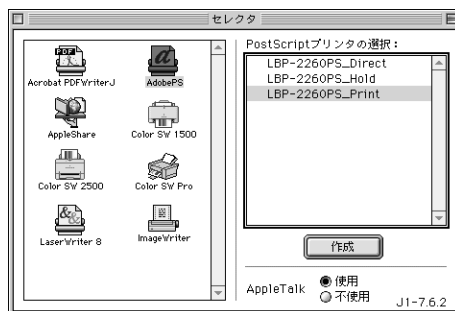 セレクタ
Acrobat PDFWriterJ
AdobePS
AppleShare
Color SW 1500
Color SW 2500
Color SW Pro
LaserWriter 8
ImageWriter
PostScriptプリンタの選択：
LBP-2260PS_Direct
LBP-2260PS_Hold
LBP-2260PS_Print
作成
AppleTalk
使用
不使用
J1-7.6.2